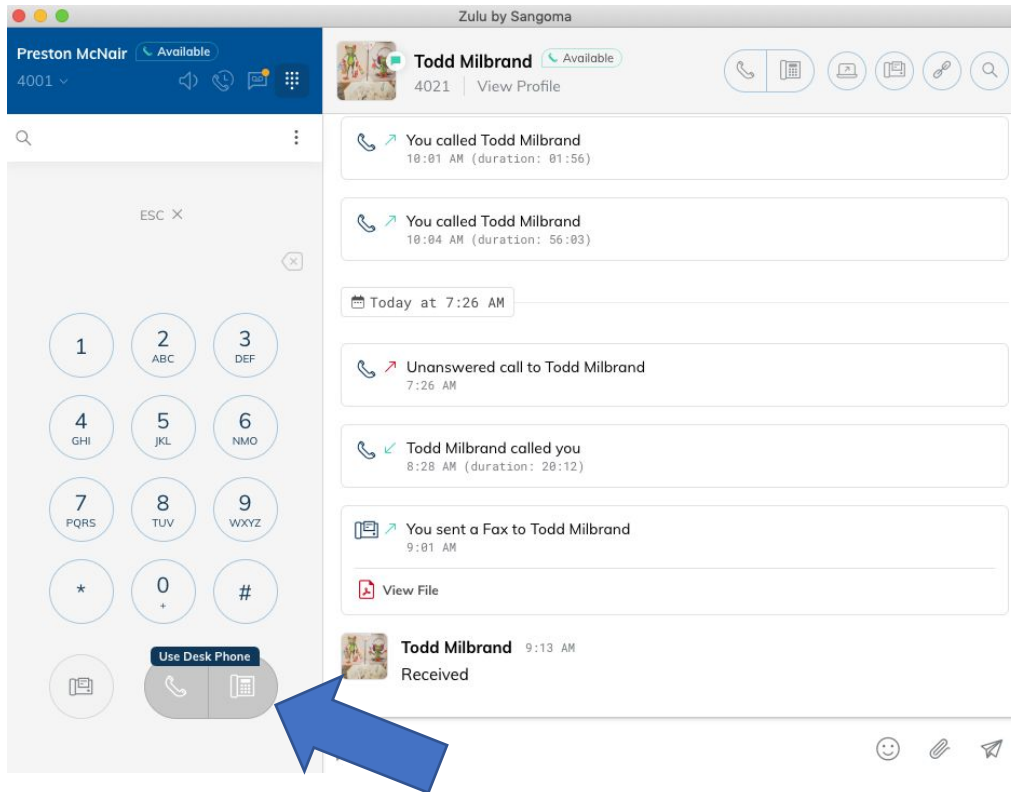 Zulu by Sangoma
Preston McNair Available
4001
ESC
1
2
ABC
3
DEF
4
GHI
5
JKL
6
NMO
7
PQRS
8
TUV
9
WXYZ
*
0
+
#
Use Desk Phone
Todd Milbrand Available
4021 View Profile
You called Todd Milbrand
10:01 AM (duration: 01:56)
You called Todd Milbrand
10:04 AM (duration: 56:03)
Today at 7:26 AM
Unanswered call to Todd Milbrand
7:26 AM
Todd Milbrand called you
8:28 AM (duration: 20:12)
You sent a Fax to Todd Milbrand
9:01 AM
View File
Todd Milbrand 9:13 AM
Received